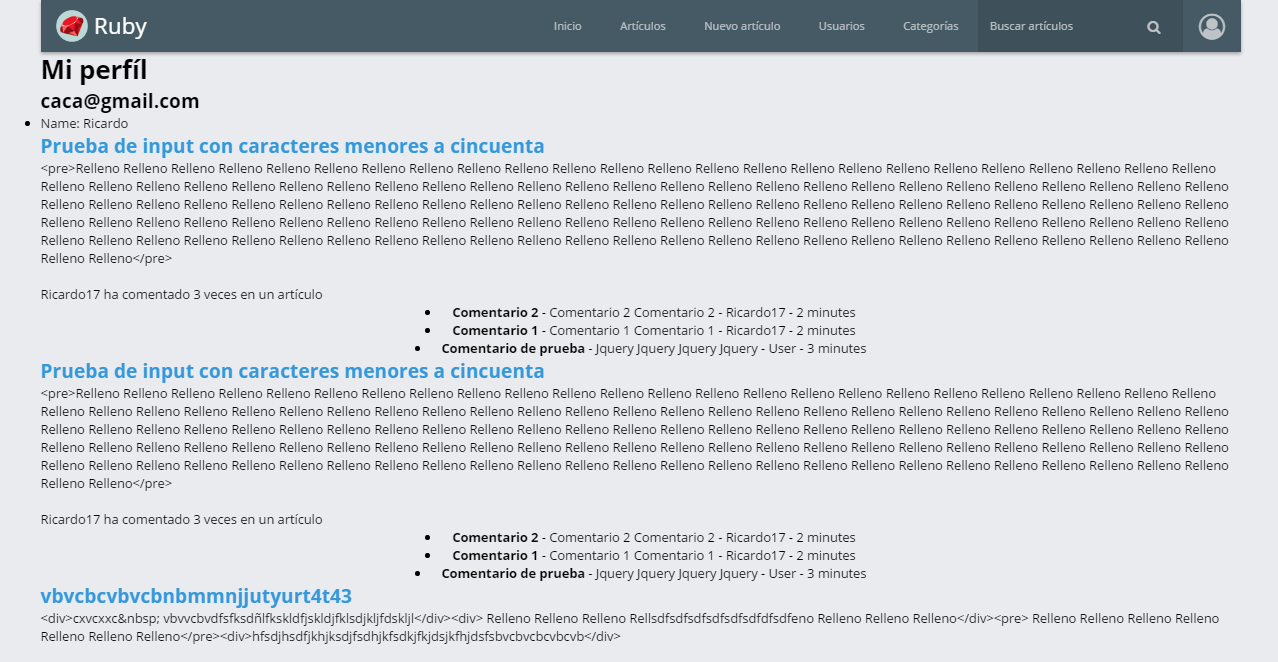 Ruby
Inicio
Artículos
Nuevo artículo
Usuarios
Categorías
Buscar artículos
Mi perfíl
caca@gmail.com
Name: Ricardo
Prueba de input con caracteres menores a cincuenta
<pre>Relleno Relleno Relleno Relleno Relleno Relleno Relleno Relleno Relleno Relleno Relleno Relleno Relleno Relleno Relleno Relleno Relleno Relleno Relleno Relleno Relleno Relleno Relleno Relleno
Relleno Relleno Relleno Relleno Relleno Relleno Relleno Relleno Relleno Relleno Relleno Relleno Relleno Relleno Relleno Relleno Relleno Relleno Relleno Relleno Relleno Relleno Relleno Relleno Relleno
Relleno Relleno Relleno Relleno Relleno Relleno Relleno Relleno Relleno Relleno Relleno Relleno Relleno Relleno Relleno Relleno Relleno Relleno Relleno Relleno Relleno Relleno Relleno Relleno Relleno
Relleno Relleno Relleno Relleno Relleno Relleno Relleno Relleno Relleno Relleno Relleno Relleno Relleno Relleno Relleno Relleno Relleno Relleno Relleno Relleno Relleno Relleno Relleno Relleno Relleno
Relleno Relleno Relleno Relleno Relleno Relleno Relleno Relleno Relleno Relleno Relleno Relleno Relleno Relleno Relleno Relleno Relleno Relleno Relleno Relleno Relleno Relleno Relleno Relleno Relleno
Relleno Relleno</pre>
Ricardo17 ha comentado 3 veces en un artículo
Comentario 2 - Comentario 2 Comentario 2 - Ricardo17 - 2 minutes
Comentario 1 - Comentario 1 Comentario 1 - Ricardo17 - 2 minutes
Comentario de prueba - Jquery Jquery Jquery Jquery - User - 3 minutes
Prueba de input con caracteres menores a cincuenta
<pre>Relleno Relleno Relleno Relleno Relleno Relleno Relleno Relleno Relleno Relleno Relleno Relleno Relleno Relleno Relleno Relleno Relleno Relleno Relleno Relleno Relleno Relleno Relleno Relleno
Relleno Relleno Relleno Relleno Relleno Relleno Relleno Relleno Relleno Relleno Relleno Relleno Relleno Relleno Relleno Relleno Relleno Relleno Relleno Relleno Relleno Relleno Relleno Relleno Relleno
Relleno Relleno Relleno Relleno Relleno Relleno Relleno Relleno Relleno Relleno Relleno Relleno Relleno Relleno Relleno Relleno Relleno Relleno Relleno Relleno Relleno Relleno Relleno Relleno Relleno
Relleno Relleno Relleno Relleno Relleno Relleno Relleno Relleno Relleno Relleno Relleno Relleno Relleno Relleno Relleno Relleno Relleno Relleno Relleno Relleno Relleno Relleno Relleno Relleno Relleno
Relleno Relleno Relleno Relleno Relleno Relleno Relleno Relleno Relleno Relleno Relleno Relleno Relleno Relleno Relleno Relleno Relleno Relleno Relleno Relleno Relleno Relleno Relleno Relleno Relleno
Relleno Relleno</pre>
Ricardo17 ha comentado 3 veces en un artículo
Comentario 2 - Comentario 2 Comentario 2 - Ricardo17 - 2 minutes
Comentario 1 - Comentario 1 Comentario 1 - Ricardo17 - 2 minutes
Comentario de prueba - Jquery Jquery Jquery Jquery - User - 3 minutes
vbvcbcvbvcbnbmmnjjutyurt4t43
<div>cxvcxxc&nbsp; vbvvcbvdfsfksdñlfkskldfjskldjfklsdjkljfdskljl</div><div> Relleno Relleno Relleno Rellsdfsdfsdfsdfsdfsdfdfsdfeno Relleno Relleno Relleno</div><pre> Relleno Relleno Relleno Relleno
Relleno Relleno Relleno</pre><div>hfsdjhsdfjkhjksdjfsdhjkfsdkjfkjdsjkfhjdsfsbvcbvcbcvbcvb</div>